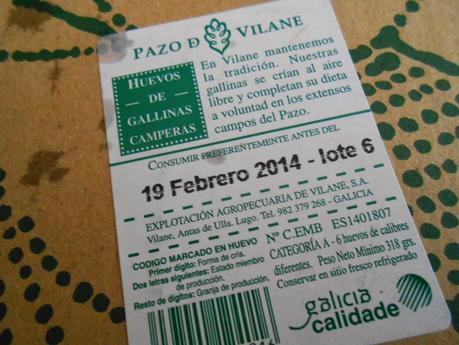 PAZO D VILANE
HUEVOS
DE
GALLINAS
CAMPERAS
En Vilane mantenemos
la tradición. Nuestras
gallinas se crían al aire
libre y completan su dieta
a voluntad en los extensos
campos del Pazo.
CONSUMIR PREFERENTEMENTE ANTES DEL
19 Febrero 2014 - lote 6
EXPLOTACIÓN AGROPECUARIA DE VILANE, S.A.
Vilane, Antas de Ulla. Lugo. Tel. 982 379 268 - GALICIA
CODIGO MARCADO EN HUEVO
Primer dígito: Forma de cría.
Dos letras siguientes: Estado miembro
de producción.
Resto de dígitos: Granja de producción.
Nº C.EMB ES1401807
CATEGORÍA A - 6 huevos de calibres
diferentes. Peso Neto Mínimo 318 grs.
Conservar en sitio fresco refrigerado
galicia
calidade